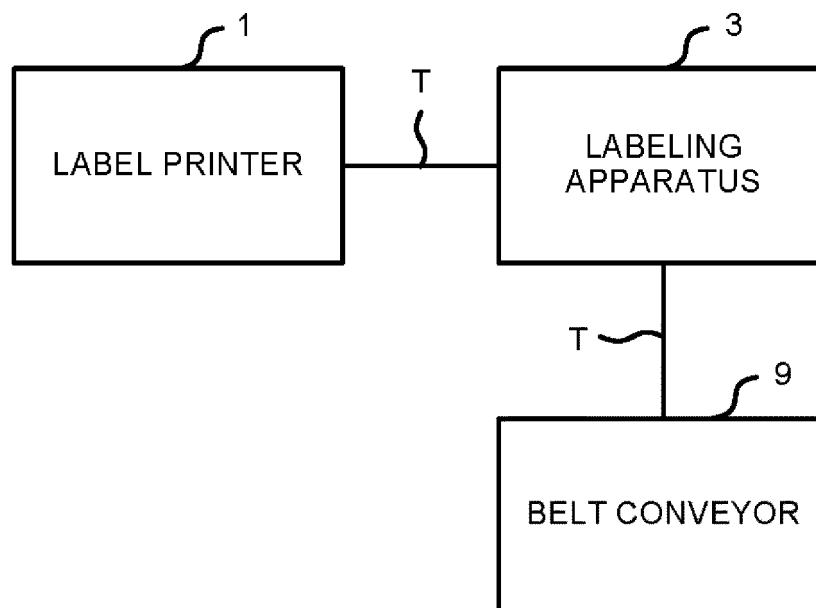 1
3
T
LABEL PRINTER
LABELING
APPARATUS
T
9
BELT CONVEYOR